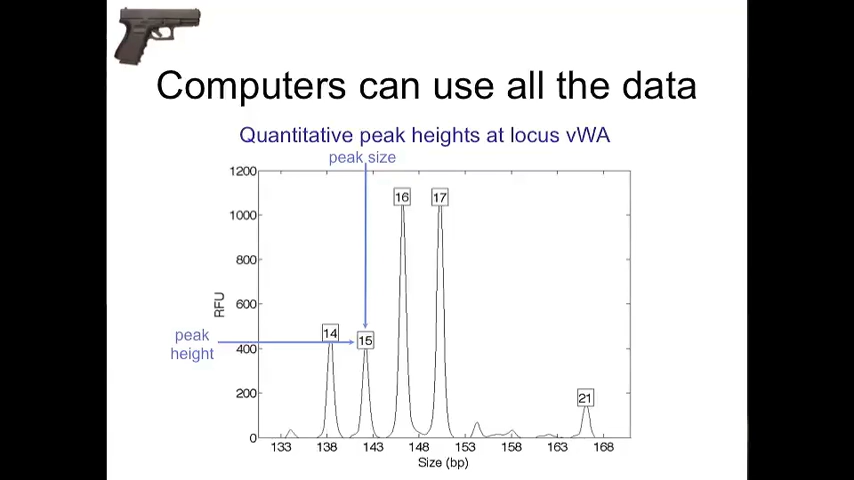 Computers can use all the data
Quantitative peak heights at locus vWA
peak size
1200
1000
800
600
400
200
0
RFU
peak
height
14
15
16
17
21
133 138 143 148 153 158 163 168
Size (bp)